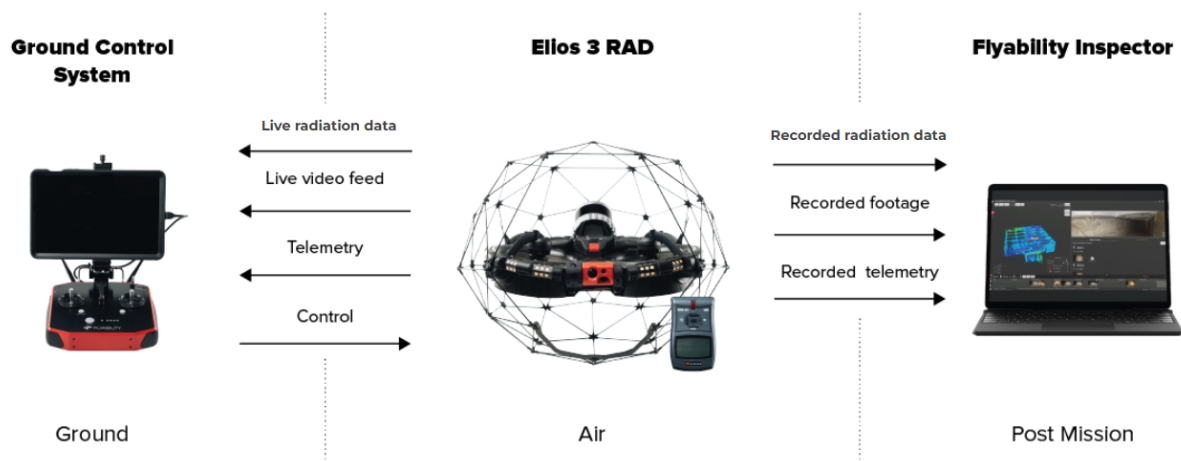 Ground Control
System
Elios 3 RAD
Flyability Inspector
Live radiation data
Live video feed
Telemetry
Control
Recorded radiation data
Recorded footage
Recorded telemetry
FLYABILITY
Ground
Air
Post Mission